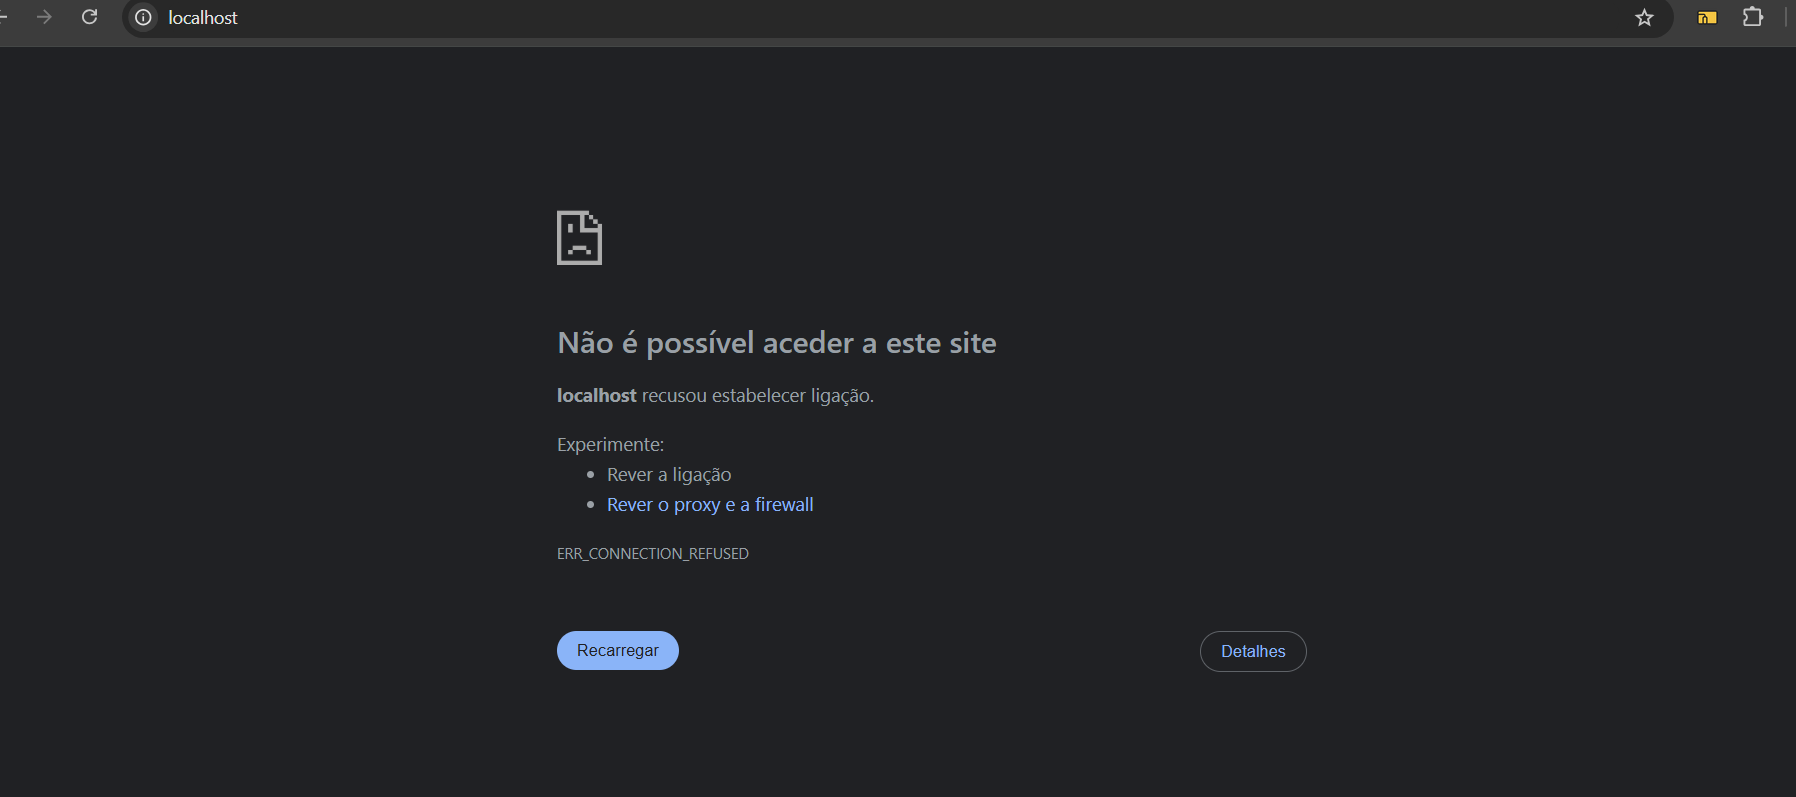 localhost
Não é possível aceder a este site
localhost recusou estabelecer ligação.
Experimente:
Rever a ligação
Rever o proxy e a firewall
ERR_CONNECTION_REFUSED
Recarregar
Detalhes